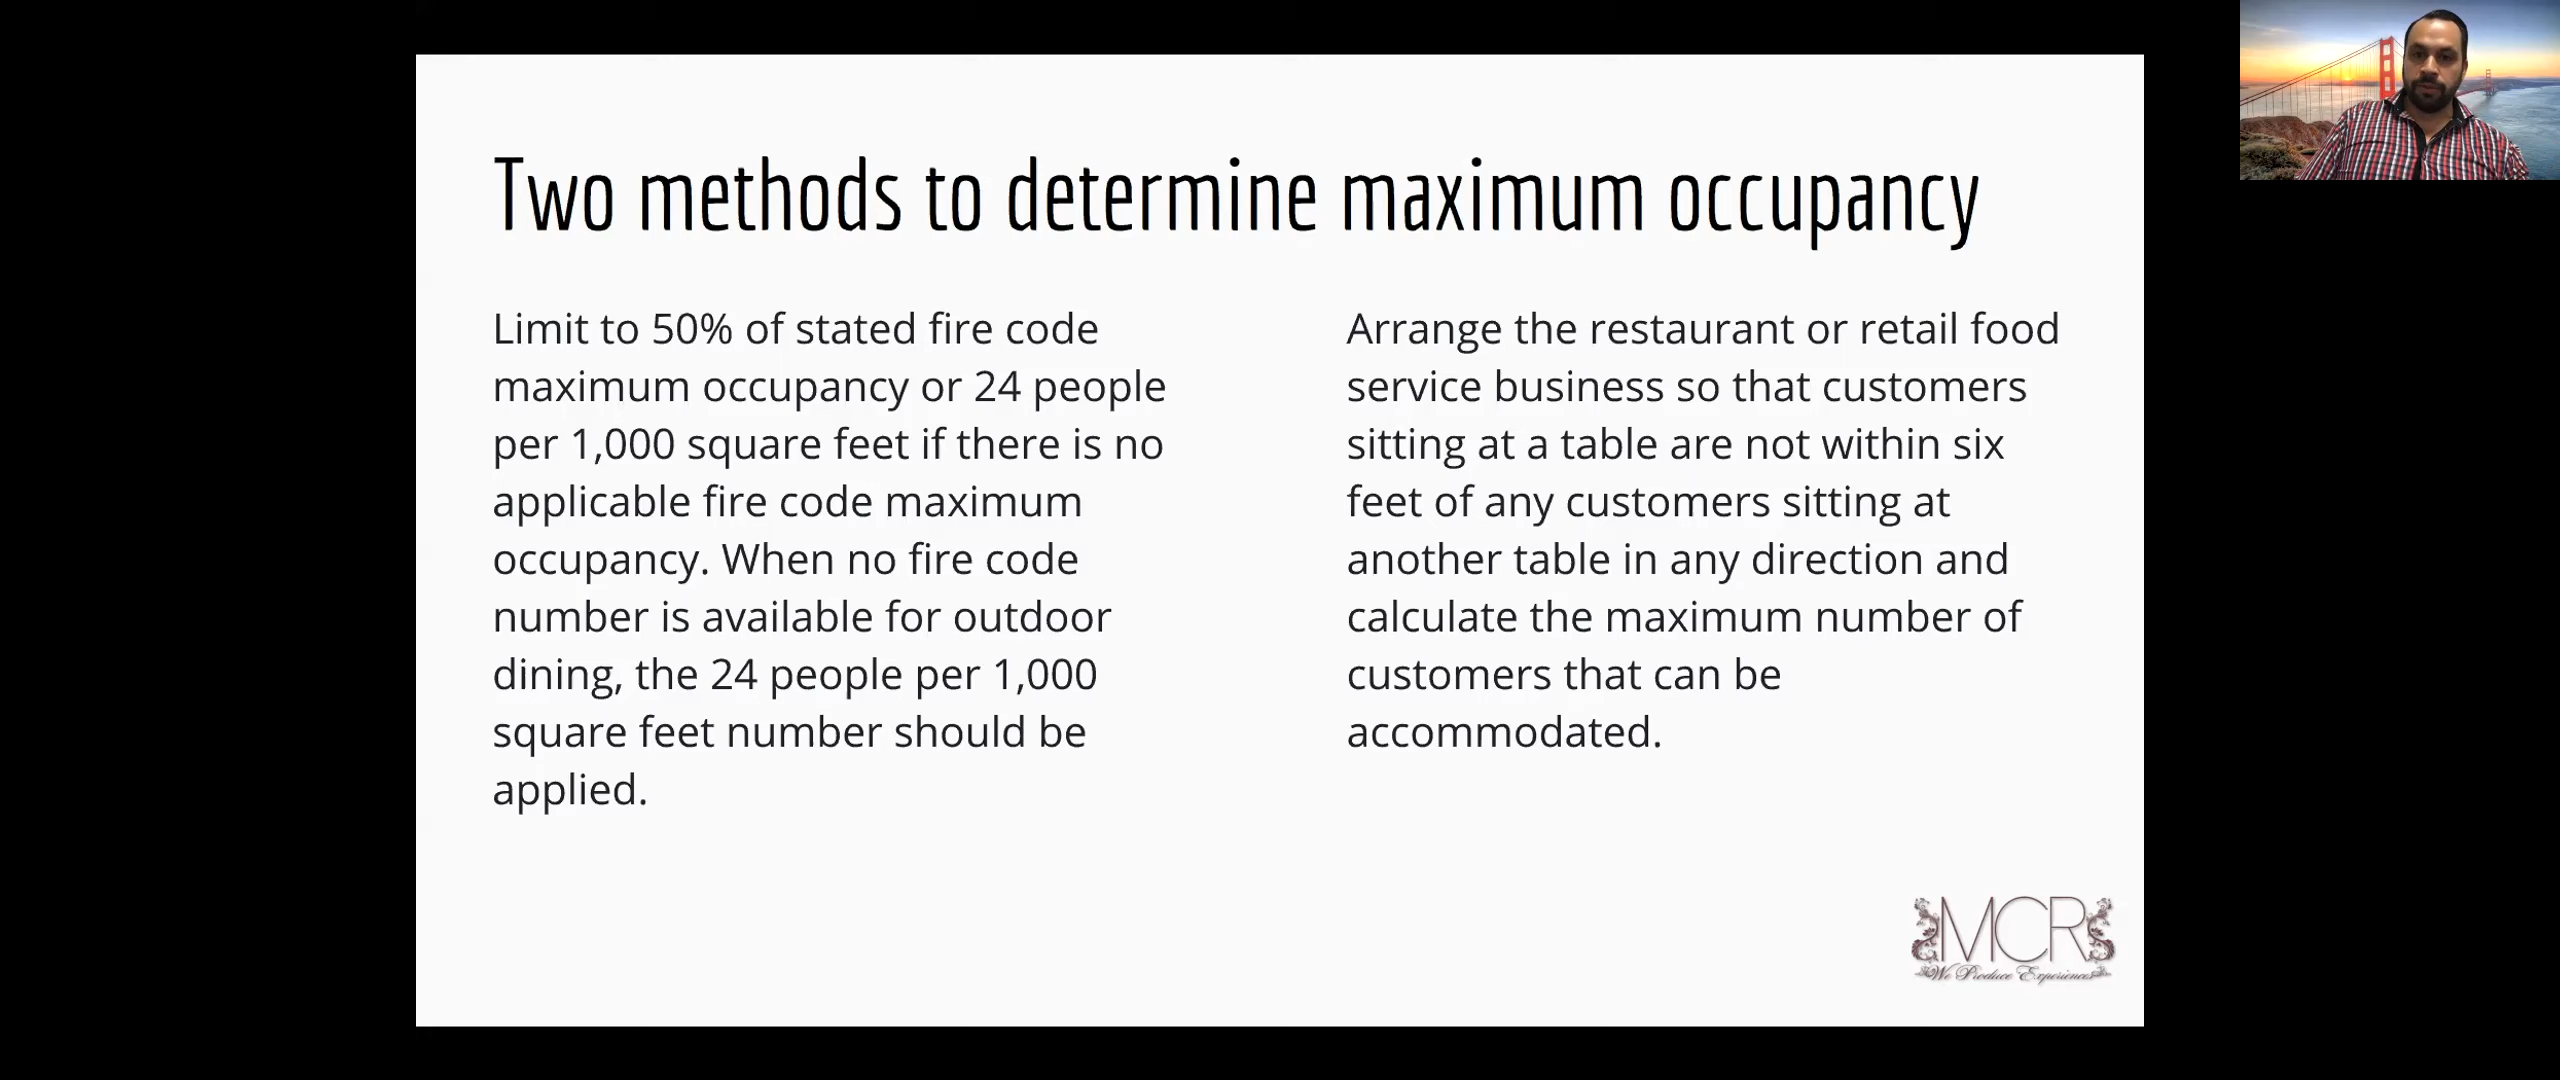 Two methods to determine maximum occupancy
Limit to 50% of stated fire code
maximum occupancy or 24 people
per 1,000 square feet if there is no
applicable fire code maximum
occupancy. When no fire code
number is available for outdoor
dining, the 24 people per 1,000
square feet number should be
applied.
Arrange the restaurant or retail food
service business so that customers
sitting at a table are not within six
feet of any customers sitting at
another table in any direction and
calculate the maximum number of
customers that can be
accommodated.
MCR
We Produce Experiences